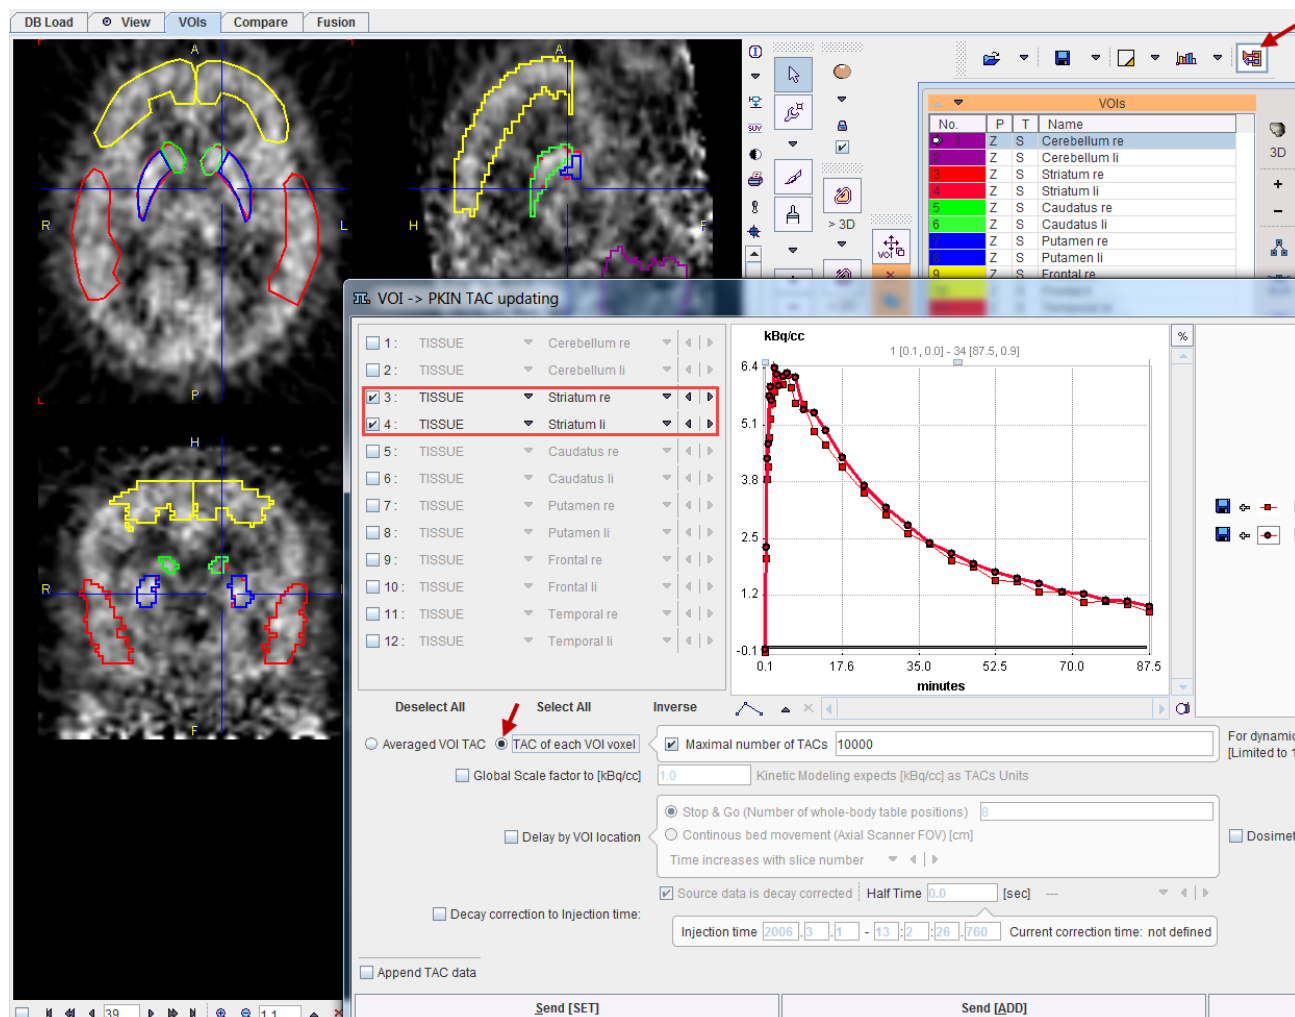 DB Load View VOIs Compare Fusion
A
R
L
P
A
H
F
H
R
F
SUV
> 3D
VOI
VOIs
No. P T Name
1 Z S Cerebellum re
2 Z S Cerebellum li
3 Z S Striatum re
4 Z S Striatum li
5 Z S Caudatus re
6 Z S Caudatus li
7 Z S Putamen re
8 Z S Putamen li
9 Z S Frontal re
3D
VOI -> PKIN TAC updating
1 : TISSUE Cerebellum re
2 : TISSUE Cerebellum li
3 : TISSUE Striatum re
4 : TISSUE Striatum li
5 : TISSUE Caudatus re
6 : TISSUE Caudatus li
7 : TISSUE Putamen re
8 : TISSUE Putamen li
9 : TISSUE Frontal re
10 : TISSUE Frontal li
11 : TISSUE Temporal re
12 : TISSUE Temporal li
kBq/cc
1 [0.1, 0.0] - 34 [87.5, 0.9]
%
6.4
5.1
3.8
2.5
1.2
-0.1
0.1 17.6 35.0 52.5 70.0 87.5
minutes
Deselect All Select All Inverse
Averaged VOI TAC TAC of each VOI voxel Maximal number of TACs 10000
For dynamic
[Limited to 1
Global Scale factor to [kBq/cc] 1.0 Kinetic Modeling expects [kBq/cc] as TACs Units
Stop & Go (Number of whole-body table positions) 8
Delay by VOI location Continous bed movement (Axial Scanner FOV) [cm] Dosimet
Time increases with slice number
Source data is decay corrected Half Time 0.0 [sec] ---
Decay correction to Injection time:
Injection time 2006 . 3 . 1 - 13 : 2 : 26 . 760 Current correction time: not defined
Append TAC data
Send [SET] Send [ADD]
39 1.1